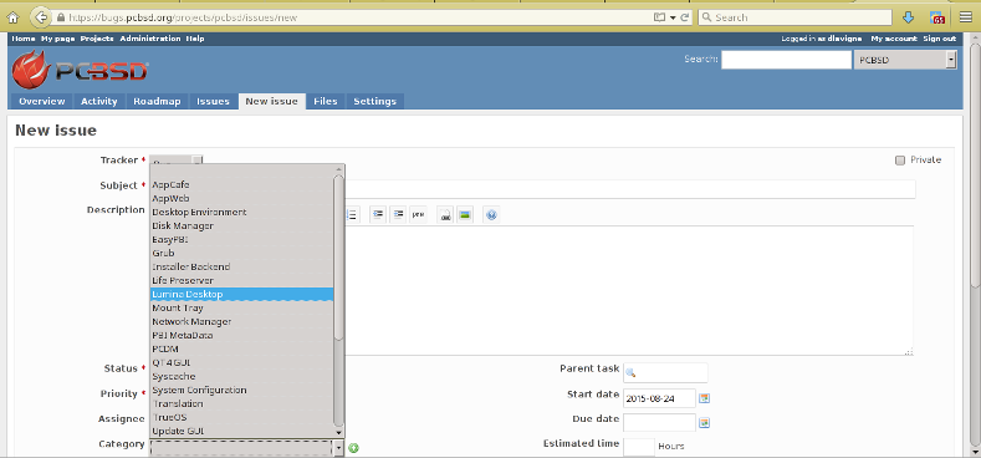 https://bugs.pcbsd.org/projects/pcbsd/issues/new
Search
Home My page Projects Administration Help
Logged in as dlavigne My account Sign out
PCBSD
Search:
PCBSD
Overview Activity Roadmap Issues New issue Files Settings
New issue
Tracker *
Private
Subject *
Description
AppCafe
AppWeb
Desktop Environment
Disk Manager
EasyPBI
Grub
Installer Backend
Life Preserver
Lumina Desktop
Mount Tray
Network Manager
PBI MetaData
PCDM
QT4 GUI
Syscache
System Configuration
Translation
TrueOS
Update GUI
Status *
Parent task
Priority *
Start date 2015-08-24
Assignee
Due date
Category
Estimated time Hours